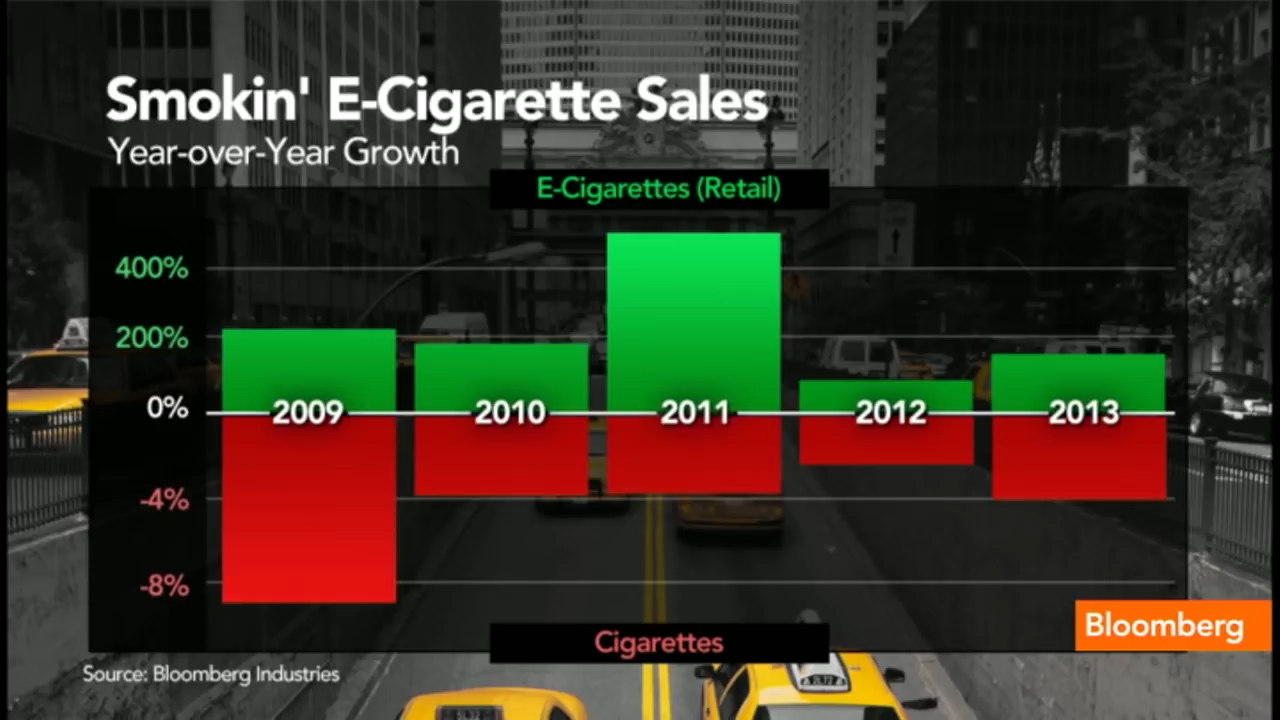 Smokin' E-Cigarette Sales
Year-over-Year Growth
E-Cigarettes (Retail)
400%
200%
0%
2009 2010 2011 2012 2013
-4%
-8%
Cigarettes
Bloomberg
Source: Bloomberg Industries